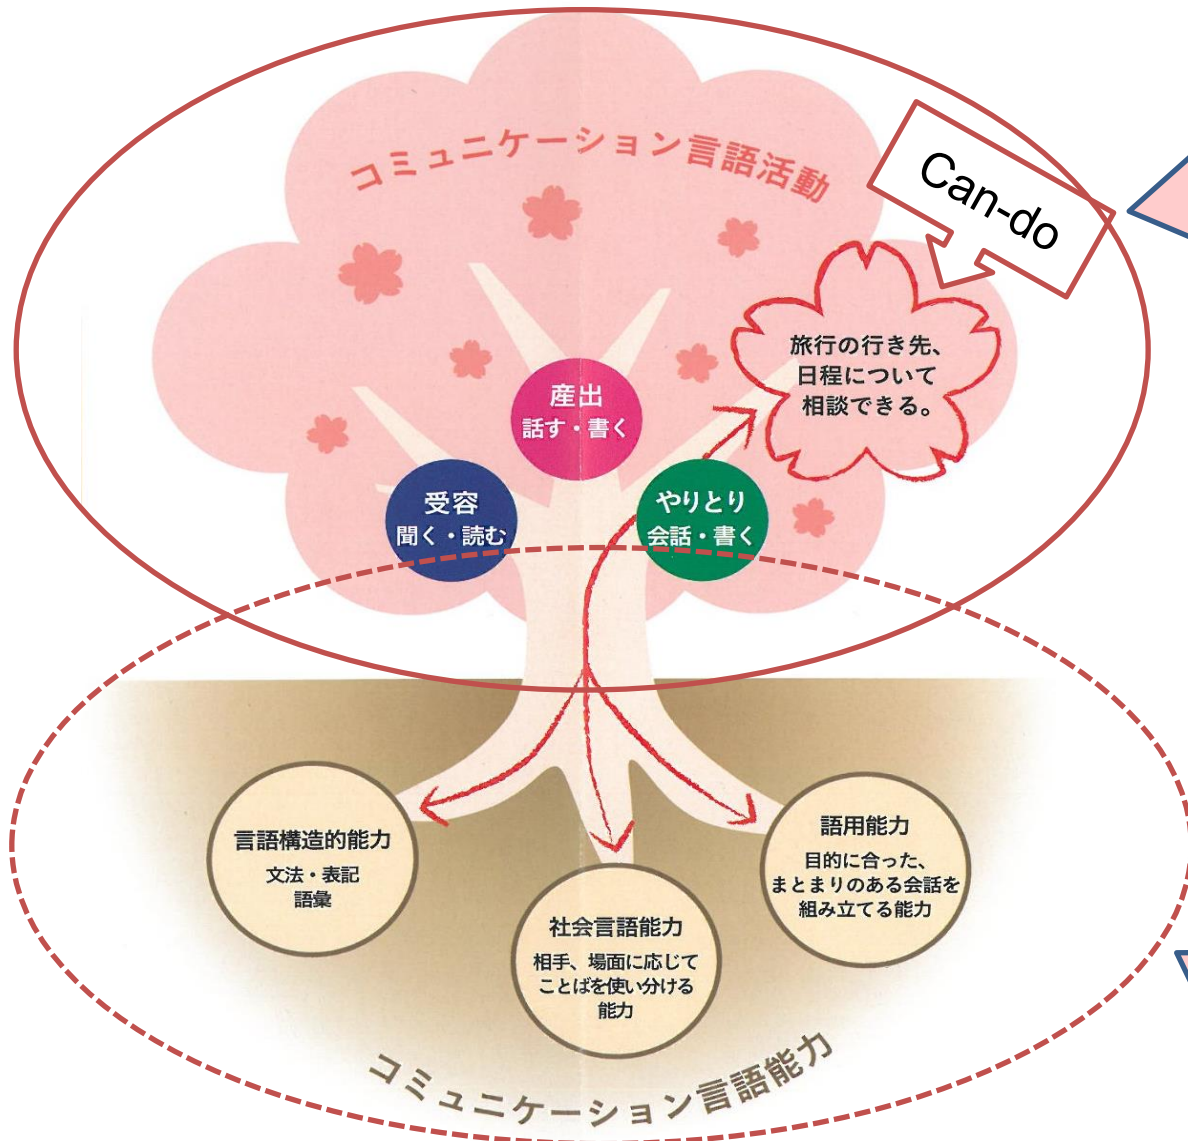 コミュニケーション言語活動
Can-do
旅行の行き先、
日程について
相談できる。
産出
話す・書く
受容
聞く・読む
やりとり
会話・書く
言語構造的能力
文法・表記
語彙
社会言語能力
相手、場面に応じて
ことばを使い分ける
能力
語用能力
目的に合った、
まとまりのある会話を
組み立てる能力
コミュニケーション言語能力